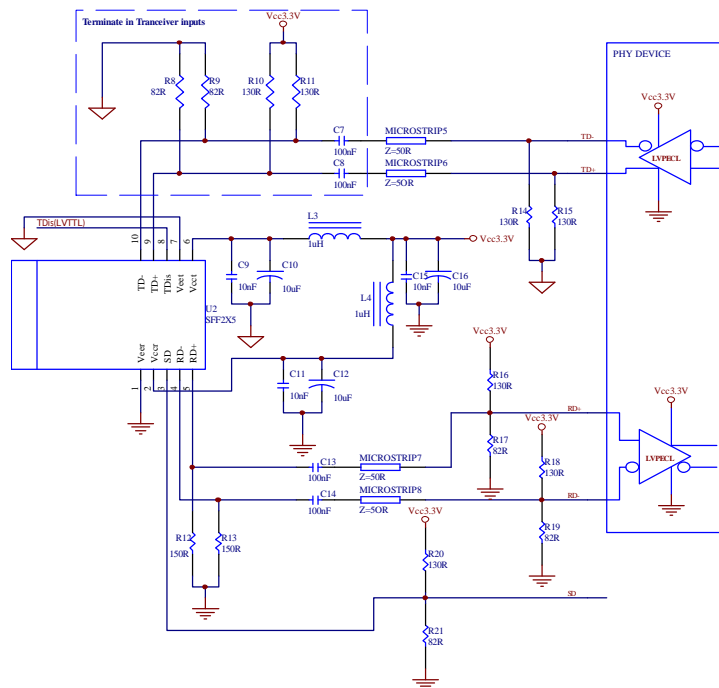 Terminate in Tranceiver inputs
Vcc3.3V
PHY DEVICE
R8
82R
R9
82R
R10
130R
R11
130R
Vcc3.3V
C7
100nF
MICROSTRIP5
Z=50R
TD-
LVPECL
C8
100nF
MICROSTRIP6
Z=5OR
TD+
R14
130R
R15
130R
TDis(LVTTL)
L3
1uH
Vcc3.3V
10
9
8
7
6
TD-
TD+
TDis
Veet
Vcct
C9
10nF
C10
10uF
C15
10nF
C16
10uF
L4
1uH
U2
SFF2X5
Veer
Vccr
SD
RD-
RD+
1
2
3
4
5
C11
10nF
C12
10uF
Vcc3.3V
R16
130R
RD+
R17
82R
Vcc3.3V
R18
130R
Vcc3.3V
LVPECL
C13
100nF
MICROSTRIP7
Z=50R
C14
100nF
MICROSTRIP8
Z=5OR
RD-
R19
82R
R12
150R
R13
150R
Vcc3.3V
R20
130R
SD
R21
82R